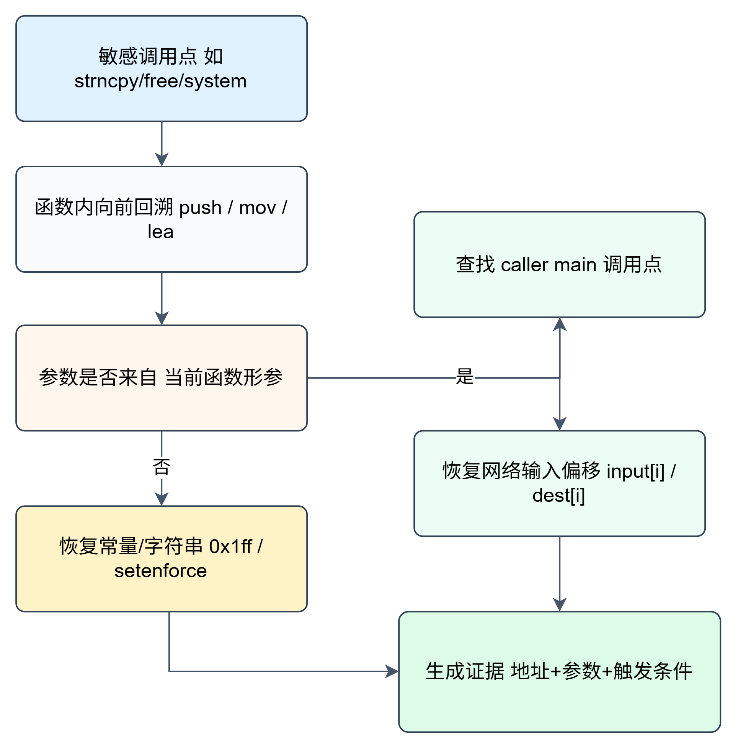 敏感调用点 如
strncpy/free/system
函数内向前回溯 push / mov /
lea
查找 caller main 调用点
参数是否来自 当前函数形参
是
否
恢复网络输入偏移 input[i] /
dest[i]
恢复常量/字符串 0x1ff /
setenforce
生成证据 地址+参数+触发条件